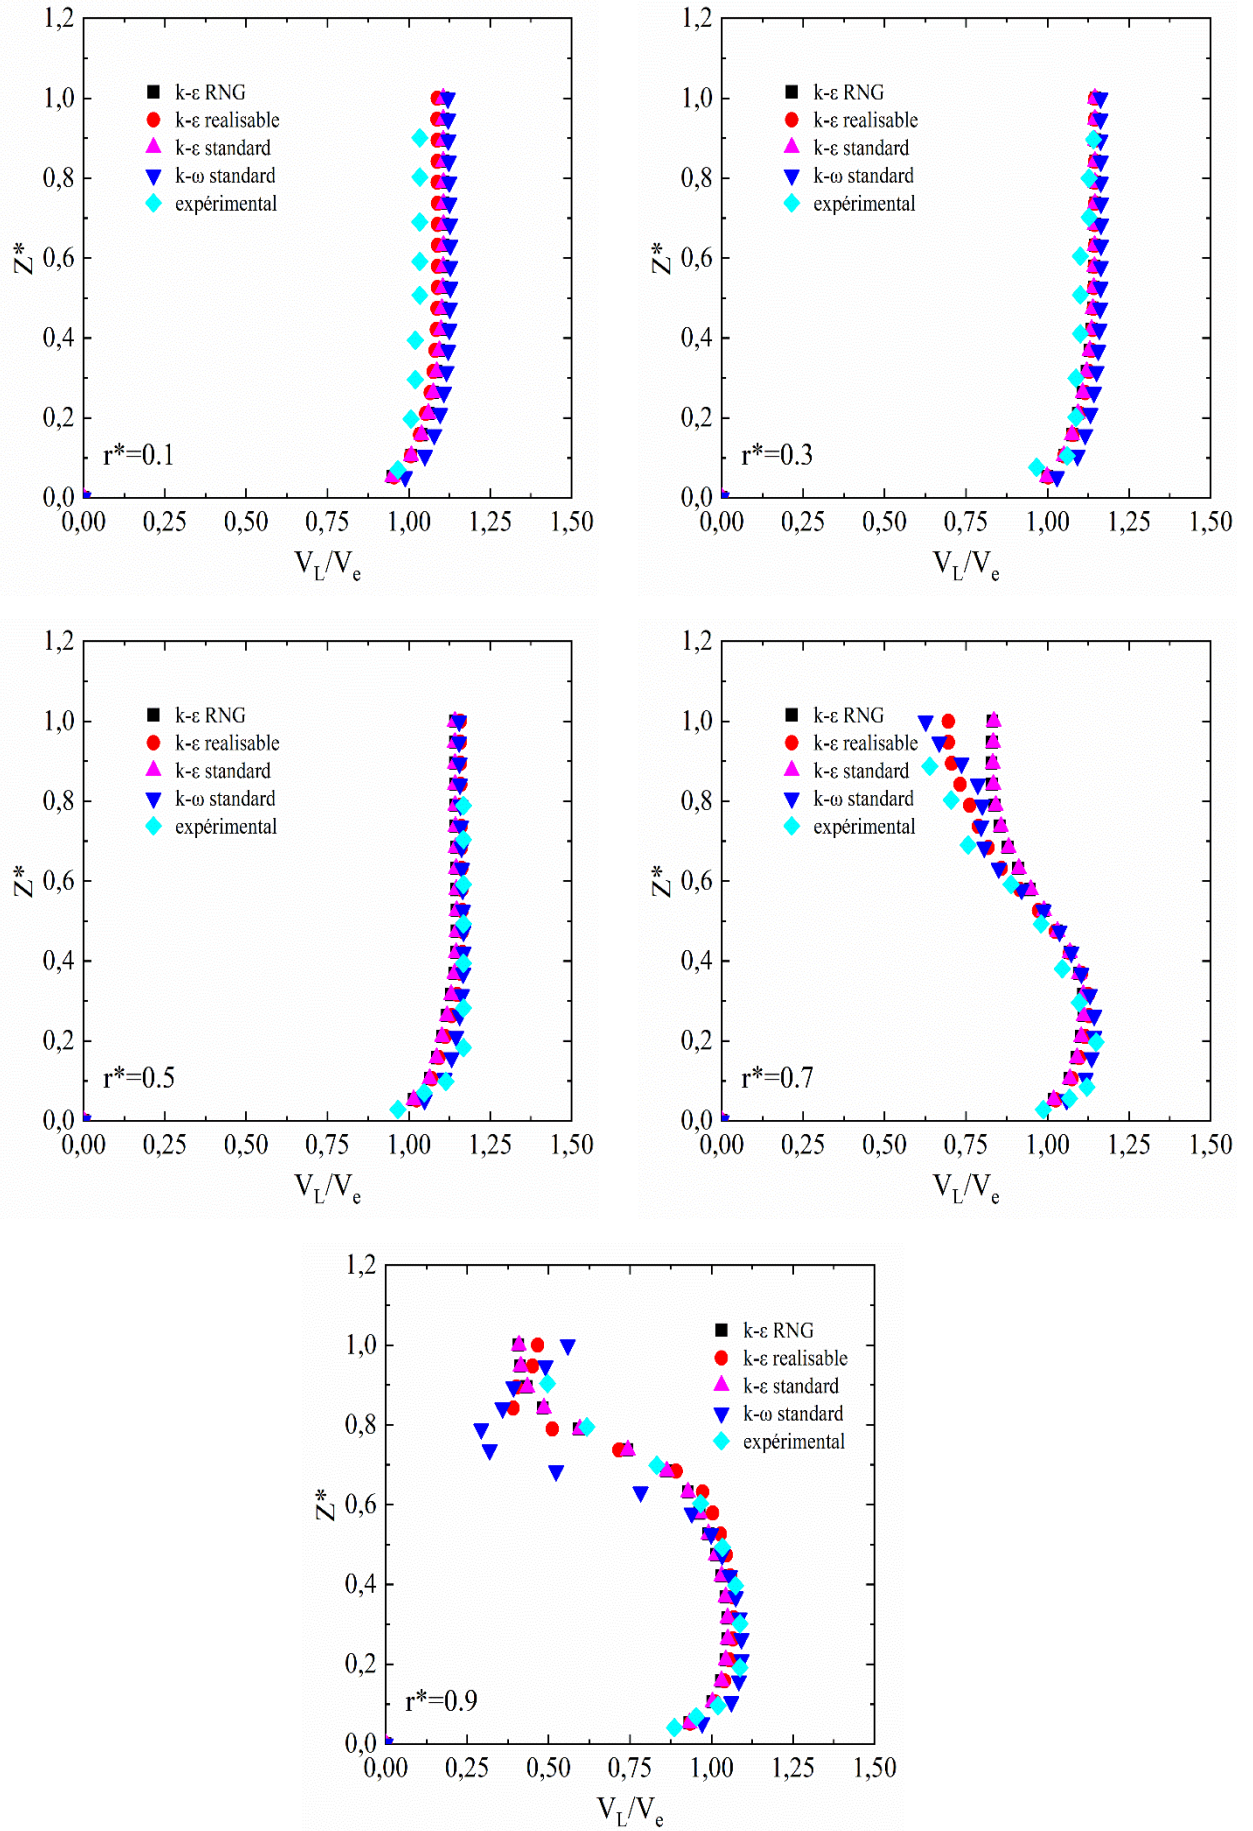 1,2
1,0
0,8
0,6
0,4
0,2
0,0
Z*
k-ε RNG
k-ε realisable
k-ε standard
k-ω standard
expérimental
r*=0.1
0,00 0,25 0,50 0,75 1,00 1,25 1,50
V_L/V_e
1,2
1,0
0,8
0,6
0,4
0,2
0,0
Z*
k-ε RNG
k-ε realisable
k-ε standard
k-ω standard
expérimental
r*=0.3
0,00 0,25 0,50 0,75 1,00 1,25 1,50
V_L/V_e
1,2
1,0
0,8
0,6
0,4
0,2
0,0
Z*
k-ε RNG
k-ε realisable
k-ε standard
k-ω standard
expérimental
r*=0.5
0,00 0,25 0,50 0,75 1,00 1,25 1,50
V_L/V_e
1,2
1,0
0,8
0,6
0,4
0,2
0,0
Z*
k-ε RNG
k-ε realisable
k-ε standard
k-ω standard
expérimental
r*=0.7
0,00 0,25 0,50 0,75 1,00 1,25 1,50
V_L/V_e
1,2
1,0
0,8
0,6
0,4
0,2
0,0
Z*
k-ε RNG
k-ε realisable
k-ε standard
k-ω standard
expérimental
r*=0.9
0,00 0,25 0,50 0,75 1,00 1,25 1,50
V_L/V_e